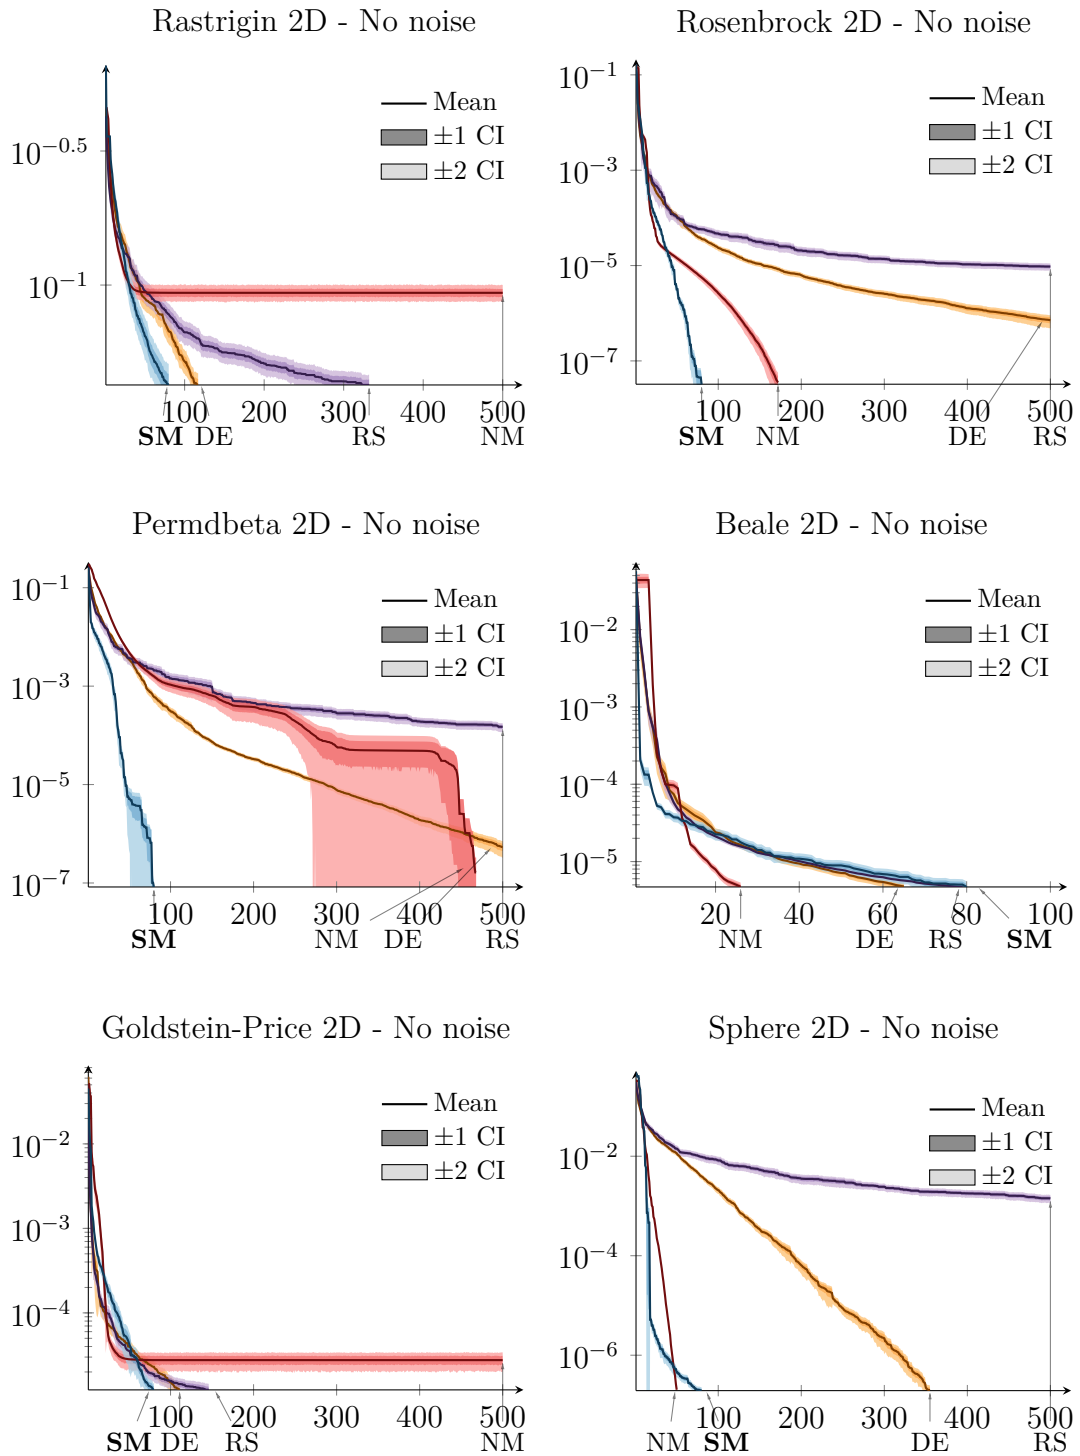 Rastrigin 2D - No noise
Mean
±1 CI
±2 CI
10^−0.5
10^−1
100 200 300 400 500
SM DE RS NM
Rosenbrock 2D - No noise
Mean
±1 CI
±2 CI
10^−1
10^−3
10^−5
10^−7
100 200 300 400 500
SM NM DE RS
Permdbeta 2D - No noise
Mean
±1 CI
±2 CI
10^−1
10^−3
10^−5
10^−7
100 200 300 400 500
SM NM DE RS
Beale 2D - No noise
Mean
±1 CI
±2 CI
10^−2
10^−3
10^−4
10^−5
20 40 60 80 100
NM DE RS SM
Goldstein-Price 2D - No noise
Mean
±1 CI
±2 CI
10^−2
10^−3
10^−4
100 200 300 400 500
SM DE RS NM
Sphere 2D - No noise
Mean
±1 CI
±2 CI
10^−2
10^−4
10^−6
100 200 300 400 500
NM SM DE RS